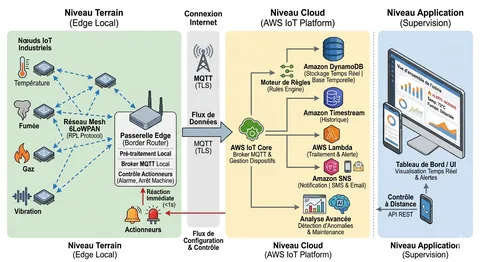 Niveau Terrain
(Edge Local)
Connexion
Internet
Niveau Cloud
(AWS IoT Platform)
Niveau Application
(Supervision)
Nœuds IoT
Industriels
Température
Fumée
Gaz
Vibration
Réseau Mesh
6LoWPAN
(RPL Protocol)
Passerelle Edge
(Border Router)
Pré-traitement Local
Broker MQTT Local
Contrôle Actionneurs
(Alarme, Arrêt Machine)
Réaction
Immédiate
(<1s)
Actionneurs
MQTT
(TLS)
Flux de
Données
MQTT
(TLS)
Flux de
Configuration
& Contrôle
AWS IoT Core
Broker MQTT &
Gestion Dispositifs
Moteur de
Règles
(Rules Engine)
Amazon DynamoDB
(Stockage Temps Réel |
Base Temporelle)
Amazon Timestream
(Historique)
AWS Lambda
(Traitement & Alerte)
Amazon SNS
(Notification | SMS & Email)
Analyse Avancée
Détection d'Anomalies
& Maintenance
Vue d'ensemble de l'usine
Tableau de Bord / UI
Visualisation Temps Réel
& Alertes
Contrôle
à Distance
API REST
Niveau Terrain
(Edge Local)
Niveau Cloud
(AWS IoT Platform)
Niveau Application
(Supervision)